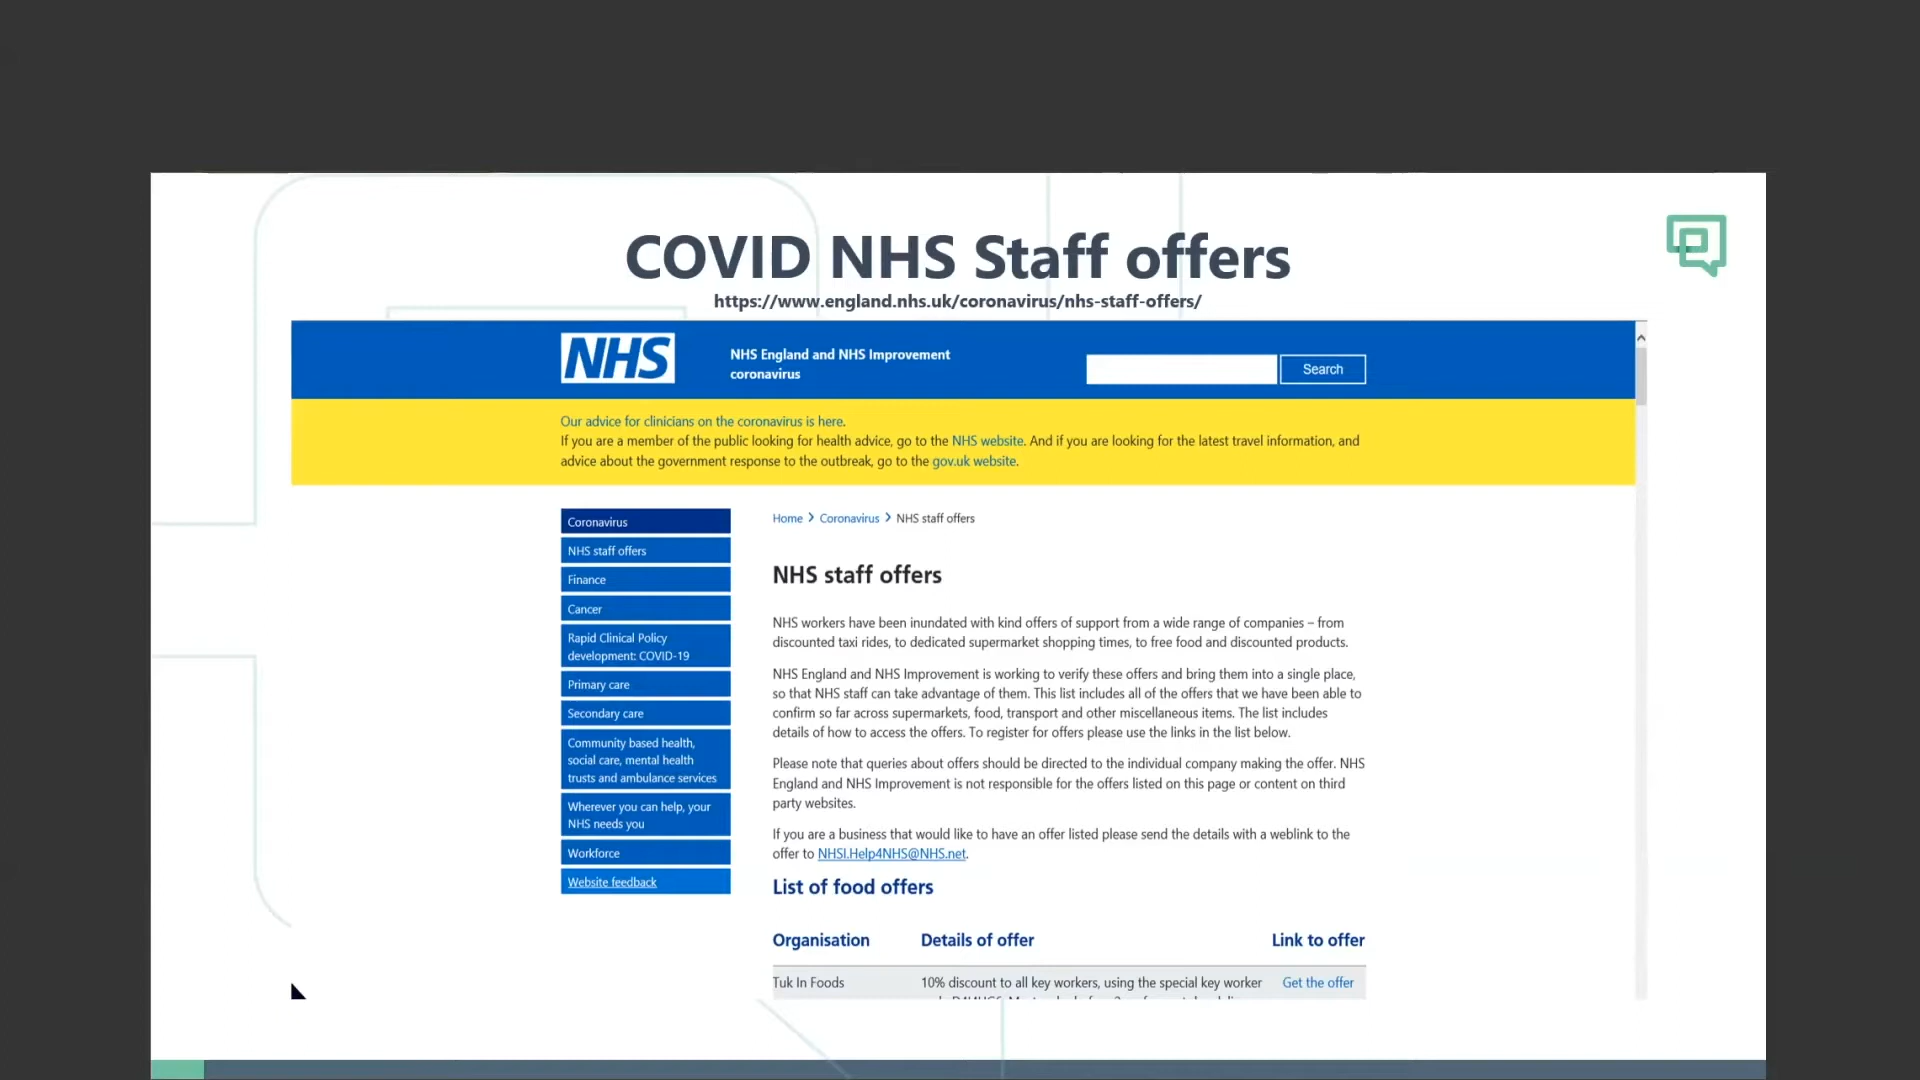 COVID NHS Staff offers
https://www.england.nhs.uk/coronavirus/nhs-staff-offers/
NHS
NHS England and NHS Improvement
coronavirus
Search
Our advice for clinicians on the coronavirus is here.
If you are a member of the public looking for health advice, go to the NHS website. And if you are looking for the latest travel information, and
advice about the government response to the outbreak, go to the gov.uk website.
Coronavirus
NHS staff offers
Finance
Cancer
Rapid Clinical Policy
development: COVID-19
Primary care
Secondary care
Community based health,
social care, mental health
trusts and ambulance services
Wherever you can help, your
NHS needs you
Workforce
Website feedback
Home > Coronavirus > NHS staff offers
NHS staff offers
NHS workers have been inundated with kind offers of support from a wide range of companies – from
discounted taxi rides, to dedicated supermarket shopping times, to free food and discounted products.
NHS England and NHS Improvement is working to verify these offers and bring them into a single place,
so that NHS staff can take advantage of them. This list includes all of the offers that we have been able to
confirm so far across supermarkets, food, transport and other miscellaneous items. The list includes
details of how to access the offers. To register for offers please use the links in the list below.
Please note that queries about offers should be directed to the individual company making the offer. NHS
England and NHS Improvement is not responsible for the offers listed on this page or content on third
party websites.
If you are a business that would like to have an offer listed please send the details with a weblink to the
offer to NHSI.Help4NHS@NHS.net.
List of food offers
Organisation Details of offer Link to offer
Tuk In Foods 10% discount to all key workers, using the special key worker Get the offer